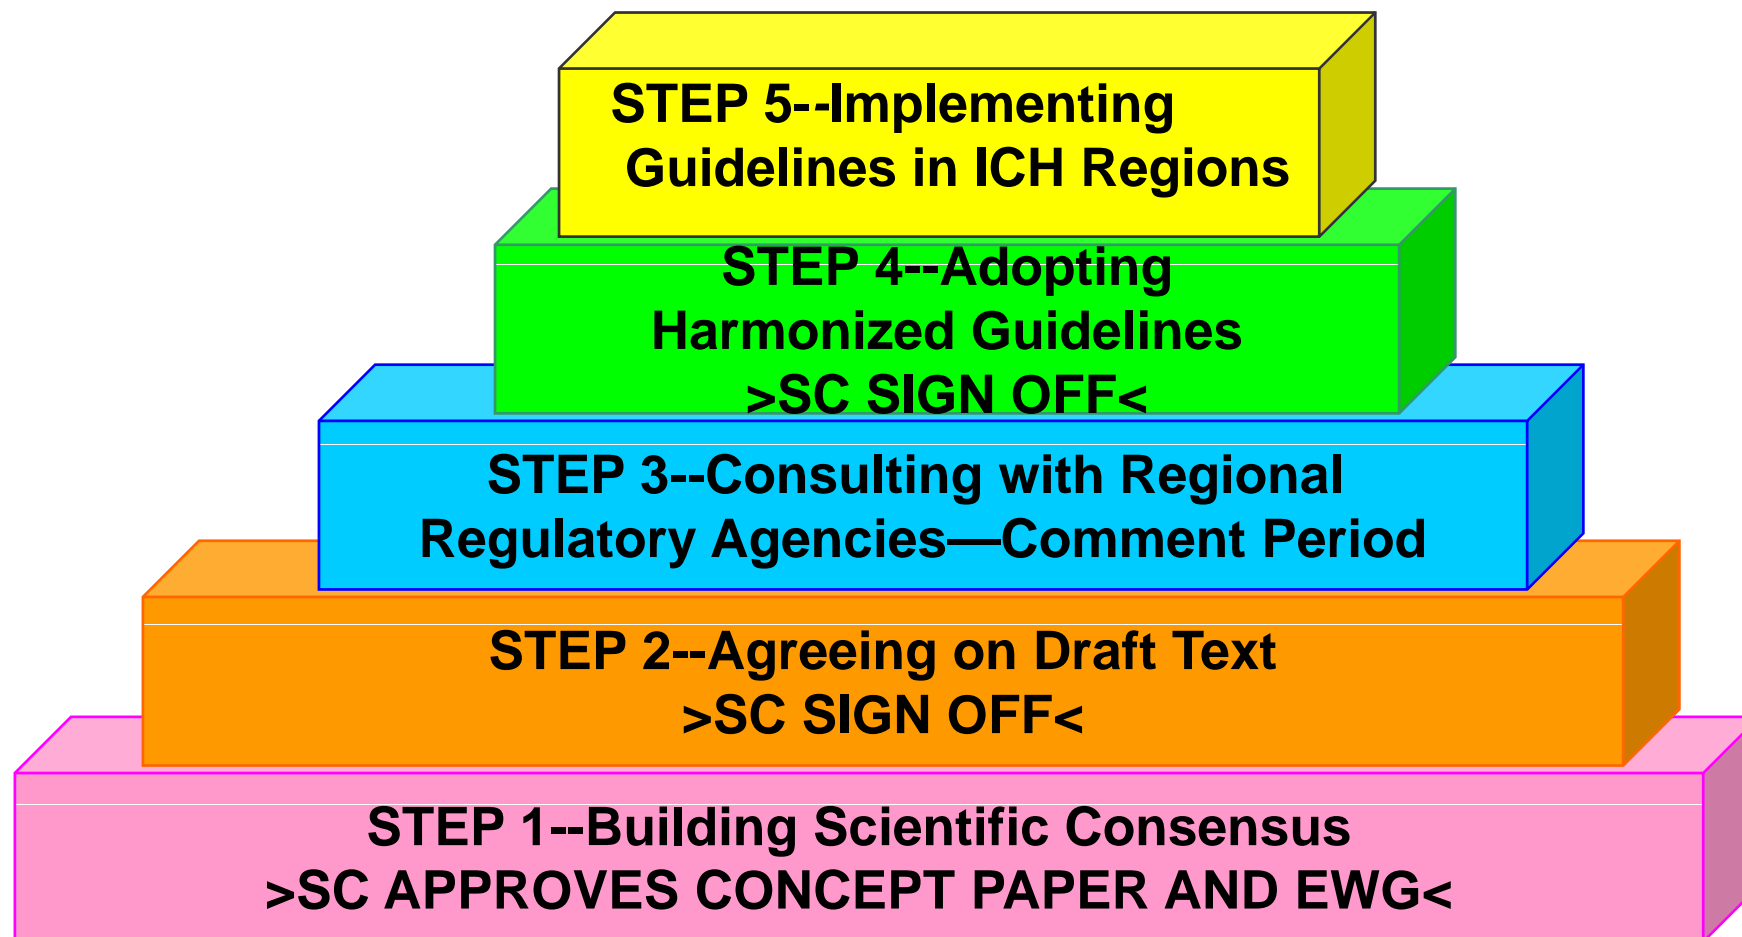 STEP 5--Implementing
Guidelines in ICH Regions
STEP 4--Adopting
Harmonized Guidelines
>SC SIGN OFF<
STEP 3--Consulting with Regional
Regulatory Agencies—Comment Period
STEP 2--Agreeing on Draft Text
>SC SIGN OFF<
STEP 1--Building Scientific Consensus
>SC APPROVES CONCEPT PAPER AND EWG<